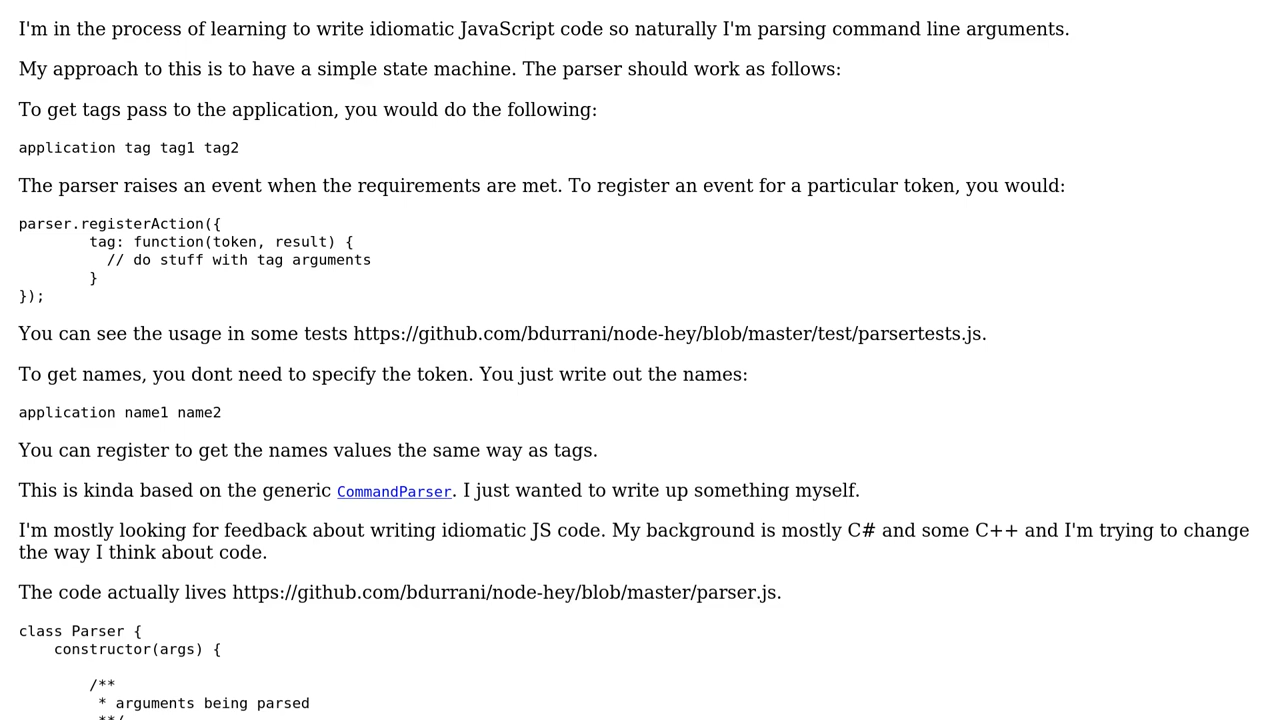 I'm in the process of learning to write idiomatic JavaScript code so naturally I'm parsing command line arguments.
My approach to this is to have a simple state machine. The parser should work as follows:
To get tags pass to the application, you would do the following:
application tag tag1 tag2
The parser raises an event when the requirements are met. To register an event for a particular token, you would:
parser.registerAction({
        tag: function(token, result) {
          // do stuff with tag arguments
        }
});
You can see the usage in some tests https://github.com/bdurrani/node-hey/blob/master/test/parsertests.js.
To get names, you dont need to specify the token. You just write out the names:
application name1 name2
You can register to get the names values the same way as tags.
This is kinda based on the generic CommandParser. I just wanted to write up something myself.
I'm mostly looking for feedback about writing idiomatic JS code. My background is mostly C# and some C++ and I'm trying to change
the way I think about code.
The code actually lives https://github.com/bdurrani/node-hey/blob/master/parser.js.
class Parser {
    constructor(args) {
        /**
         * arguments being parsed
         **/